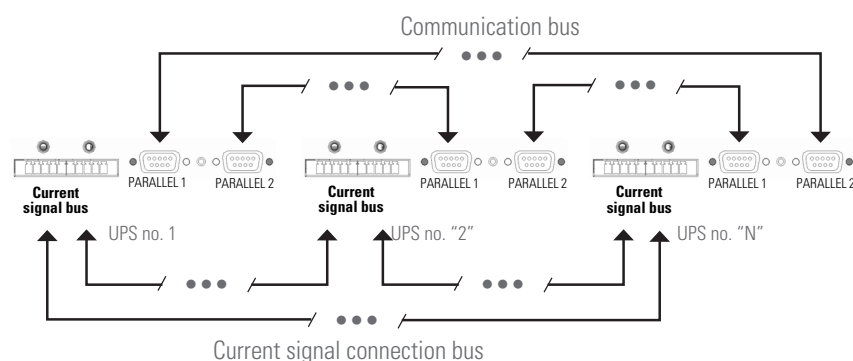 Communication bus
PARALLEL 1
PARALLEL 2
PARALLEL 1
PARALLEL 2
PARALLEL 1
PARALLEL 2
Current
signal bus
Current
signal bus
Current
signal bus
UPS no. 1
UPS no. “2”
UPS no. “N”
Current signal connection bus